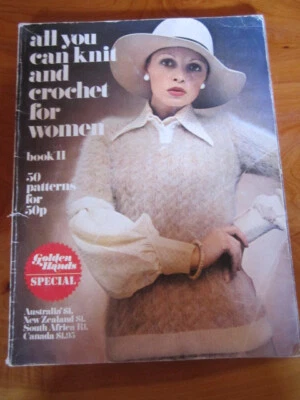 all you
can knit
and
crochet
for
women
book 11
50
patterns
for
50p
Golden
Hands
SPECIAL
Australia $1.
New Zealand $1.
South Africa R1.
Canada $1.95